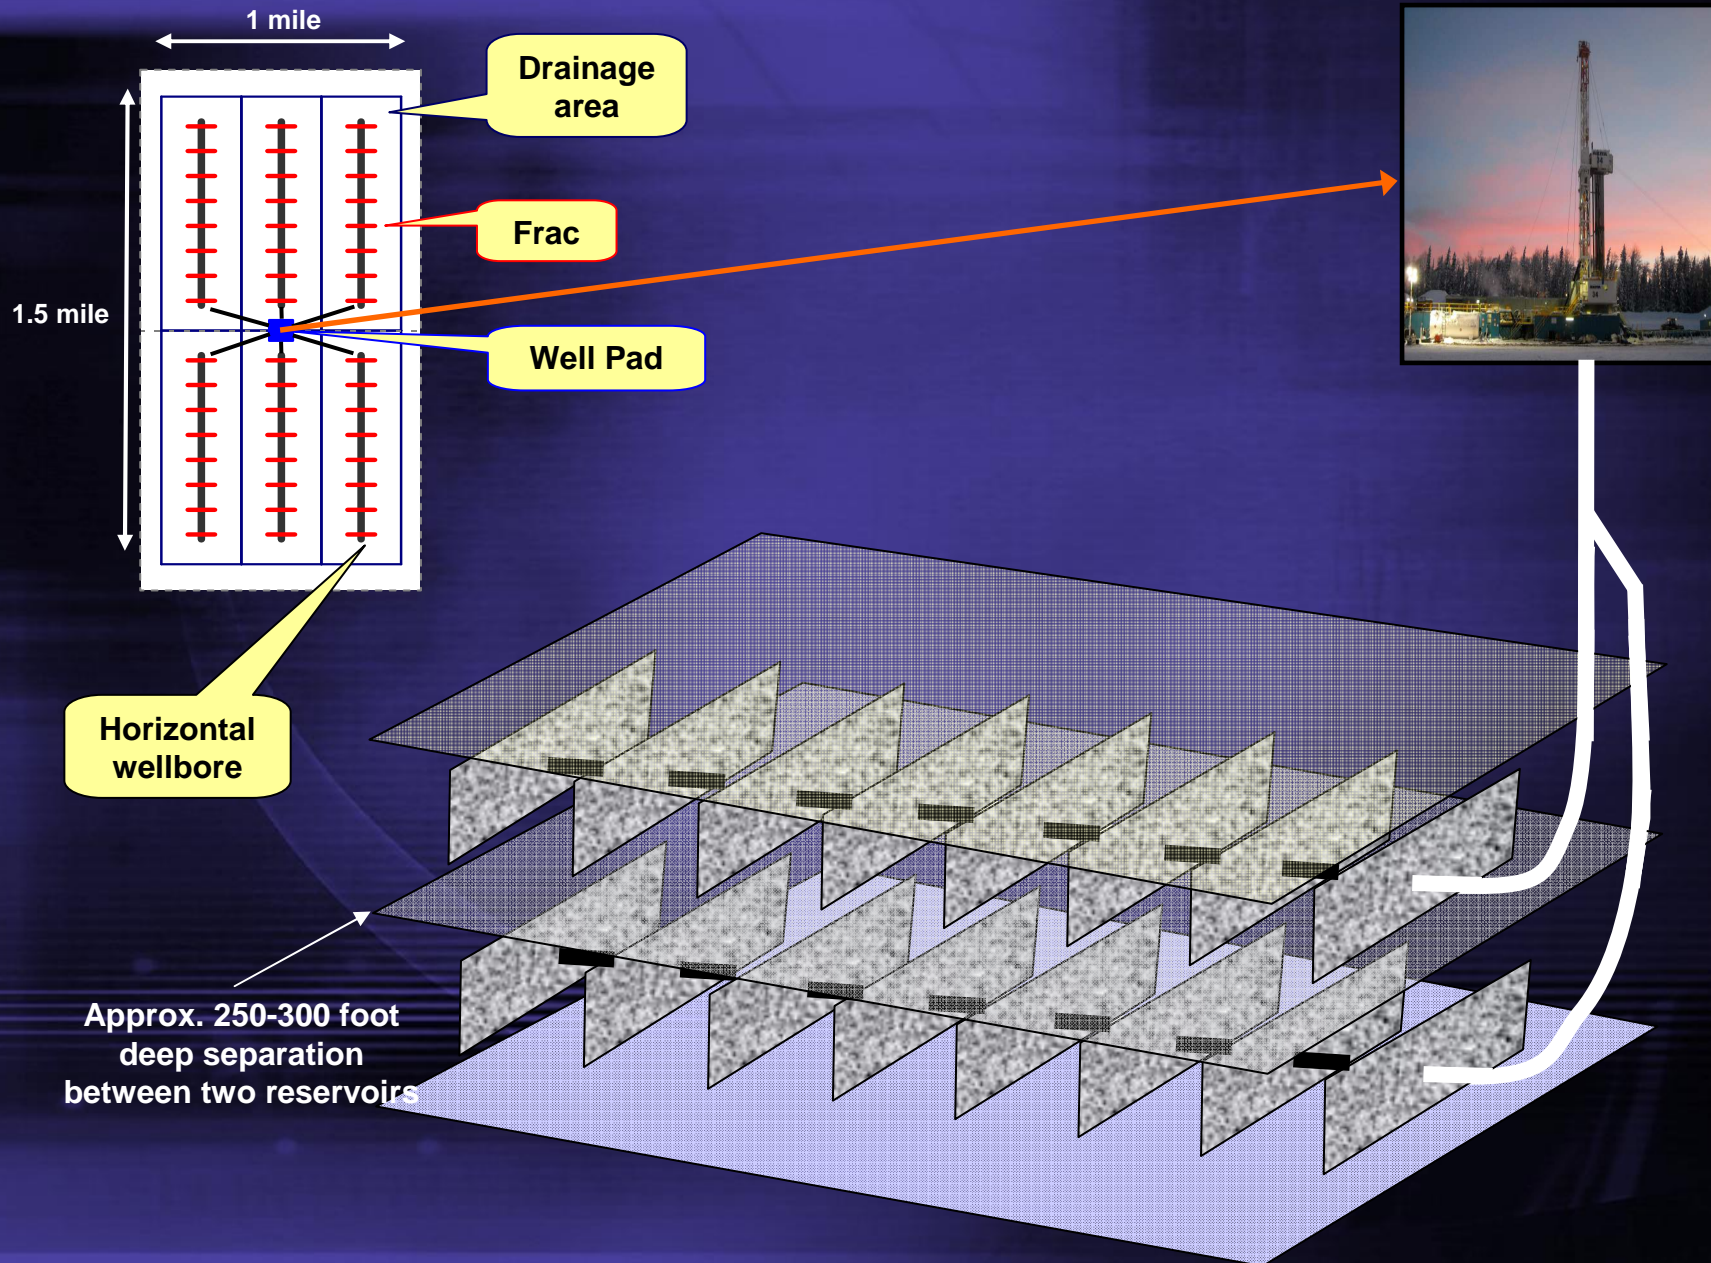 1 mile
Drainage
area
Frac
1.5 mile
Well Pad
Horizontal
wellbore
Approx. 250-300 foot
deep separation
between two reservoirs